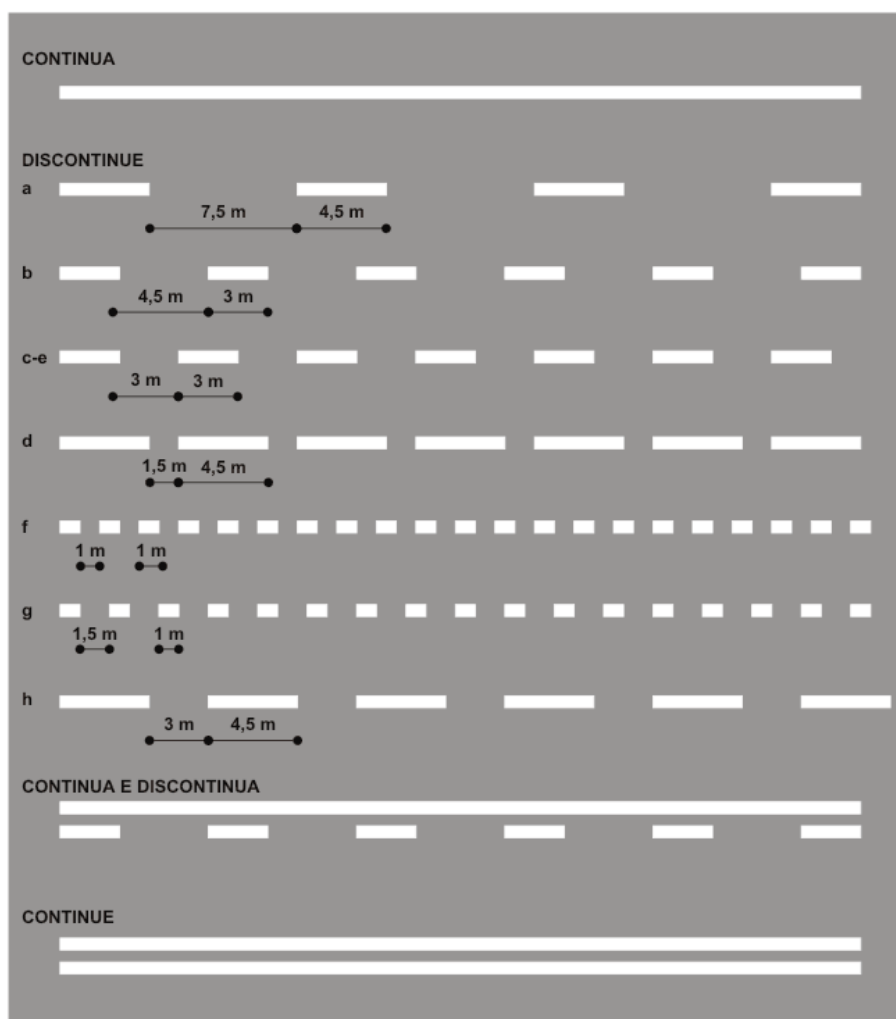 CONTINUA
DISCONTINUE
a
7,5 m 4,5 m
b
4,5 m 3 m
c-e
3 m 3 m
d
1,5 m 4,5 m
f
1 m 1 m
g
1,5 m 1 m
h
3 m 4,5 m
CONTINUA E DISCONTINUA
CONTINUE